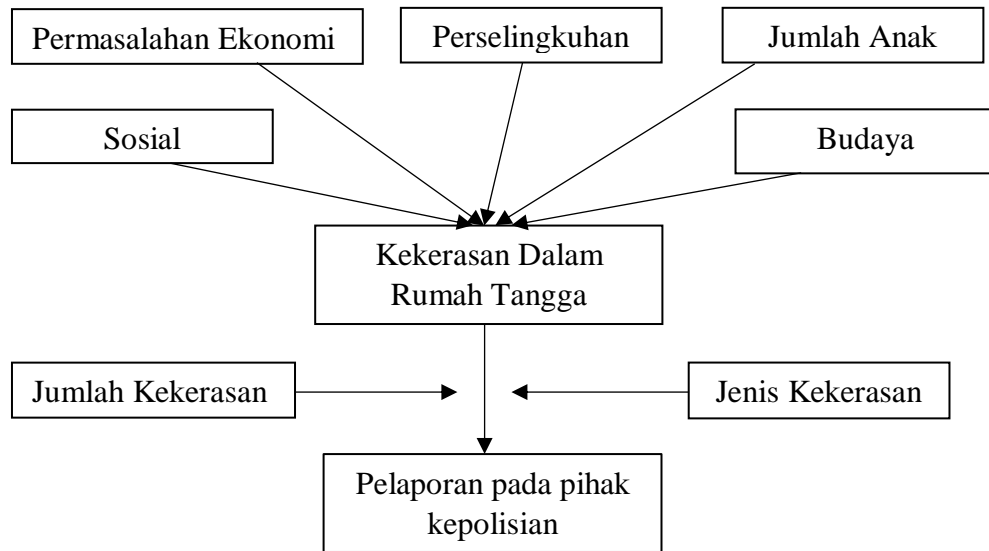 Permasalahan Ekonomi
Perselingkuhan
Jumlah Anak
Sosial
Budaya
Kekerasan Dalam
Rumah Tangga
Jumlah Kekerasan
Jenis Kekerasan
Pelaporan pada pihak
kepolisian